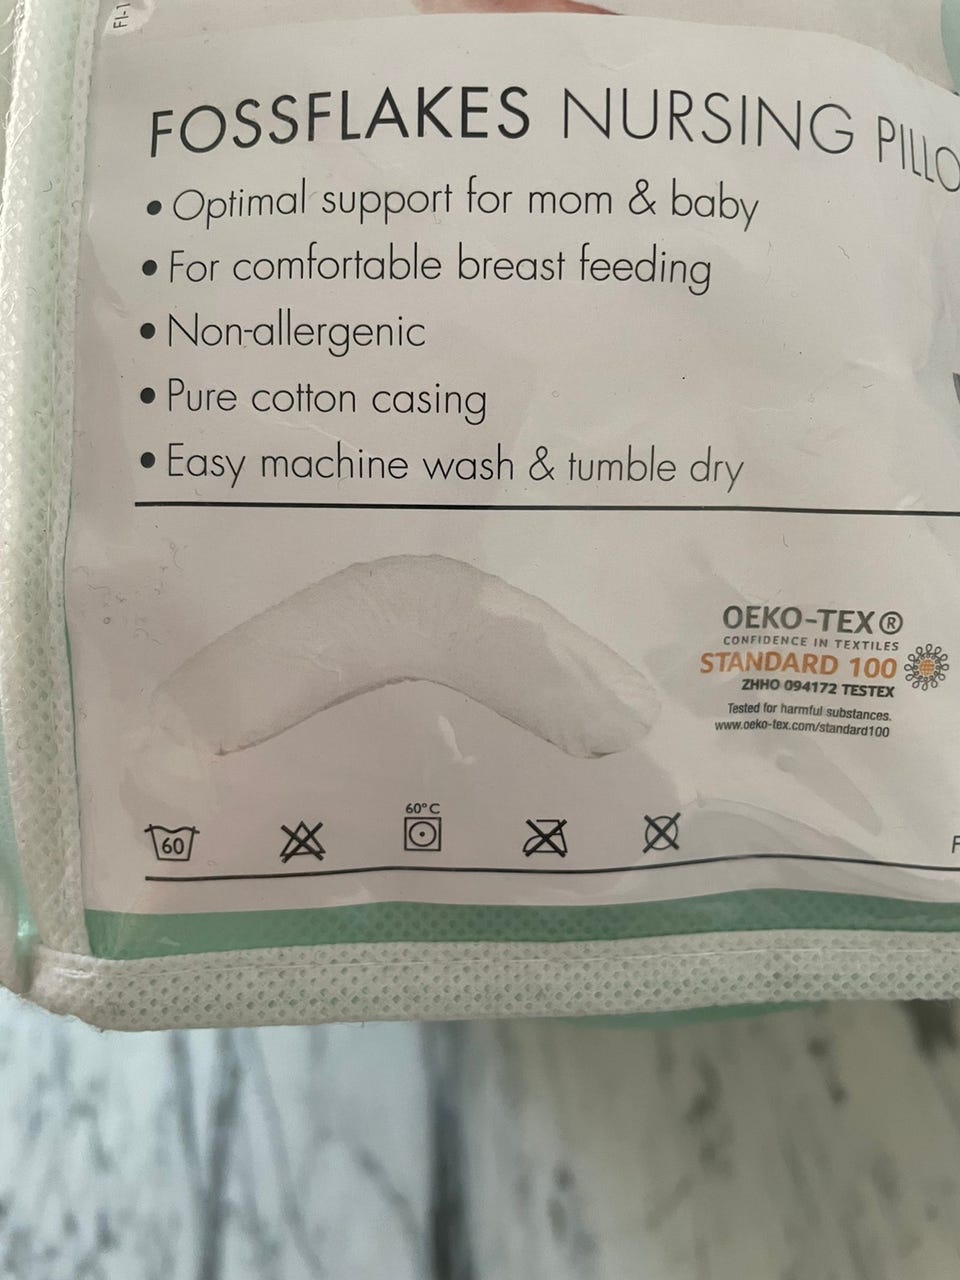 FOSSFLAKES NURSING PILLO
• Optimal support for mom & baby
• For comfortable breast feeding
• Non-allergenic
• Pure cotton casing
• Easy machine wash & tumble dry
OEKO-TEX®
CONFIDENCE IN TEXTILES
STANDARD 100
ZHHO 094172 TESTEX
Tested for harmful substances.
www.oeko-tex.com/standard100
60°C
60